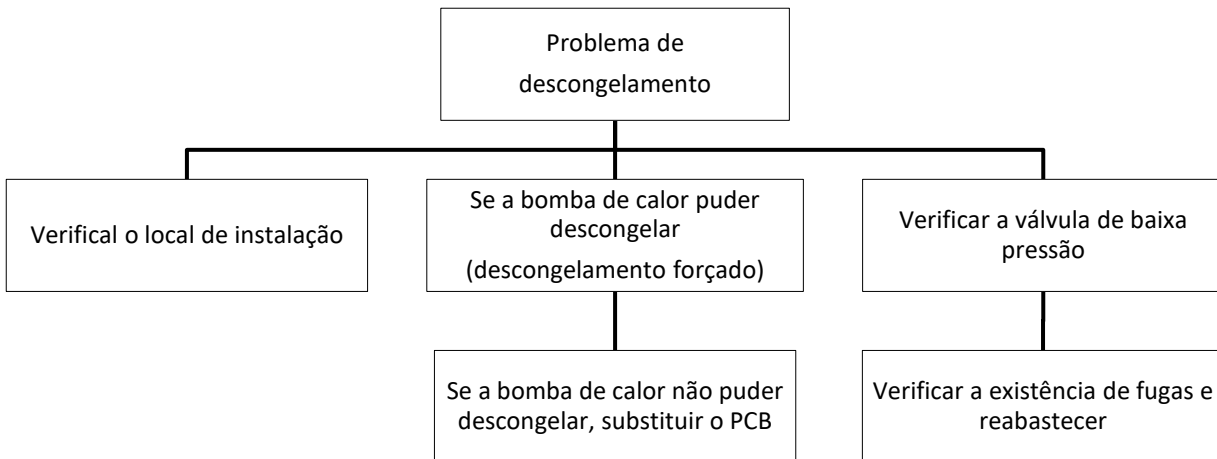 Problema de
descongelamento
Verifical o local de instalação
Se a bomba de calor puder
descongelar
(descongelamento forçado)
Verificar a válvula de baixa
pressão
Se a bomba de calor não puder
descongelar, substituir o PCB
Verificar a existência de fugas e
reabastecer